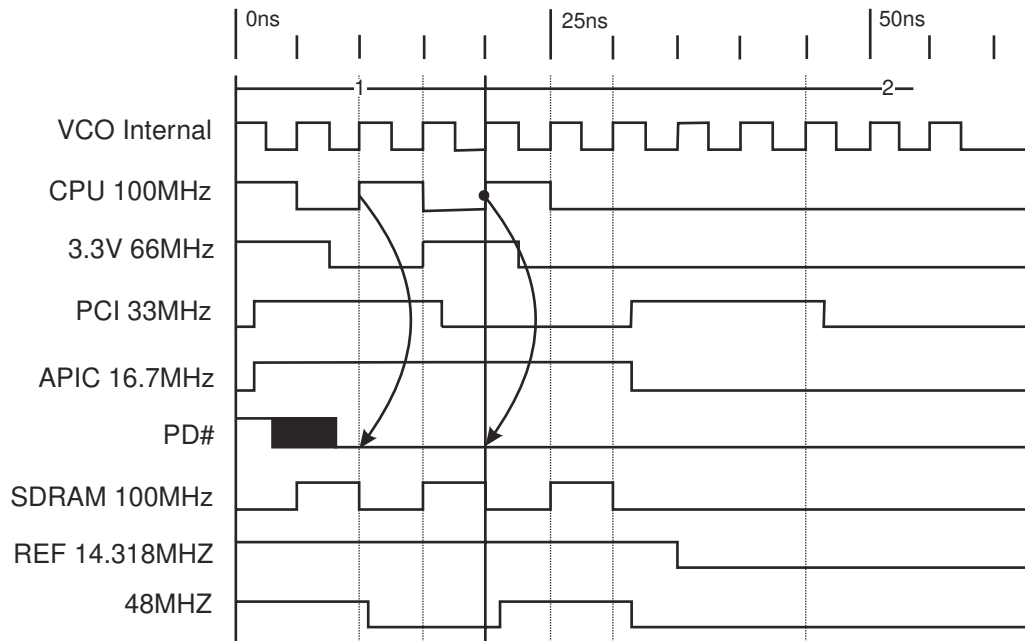 0ns 25ns 50ns
1 2
VCO Internal
CPU 100MHz
3.3V 66MHz
PCI 33MHz
APIC 16.7MHz
PD#
SDRAM 100MHz
REF 14.318MHZ
48MHZ